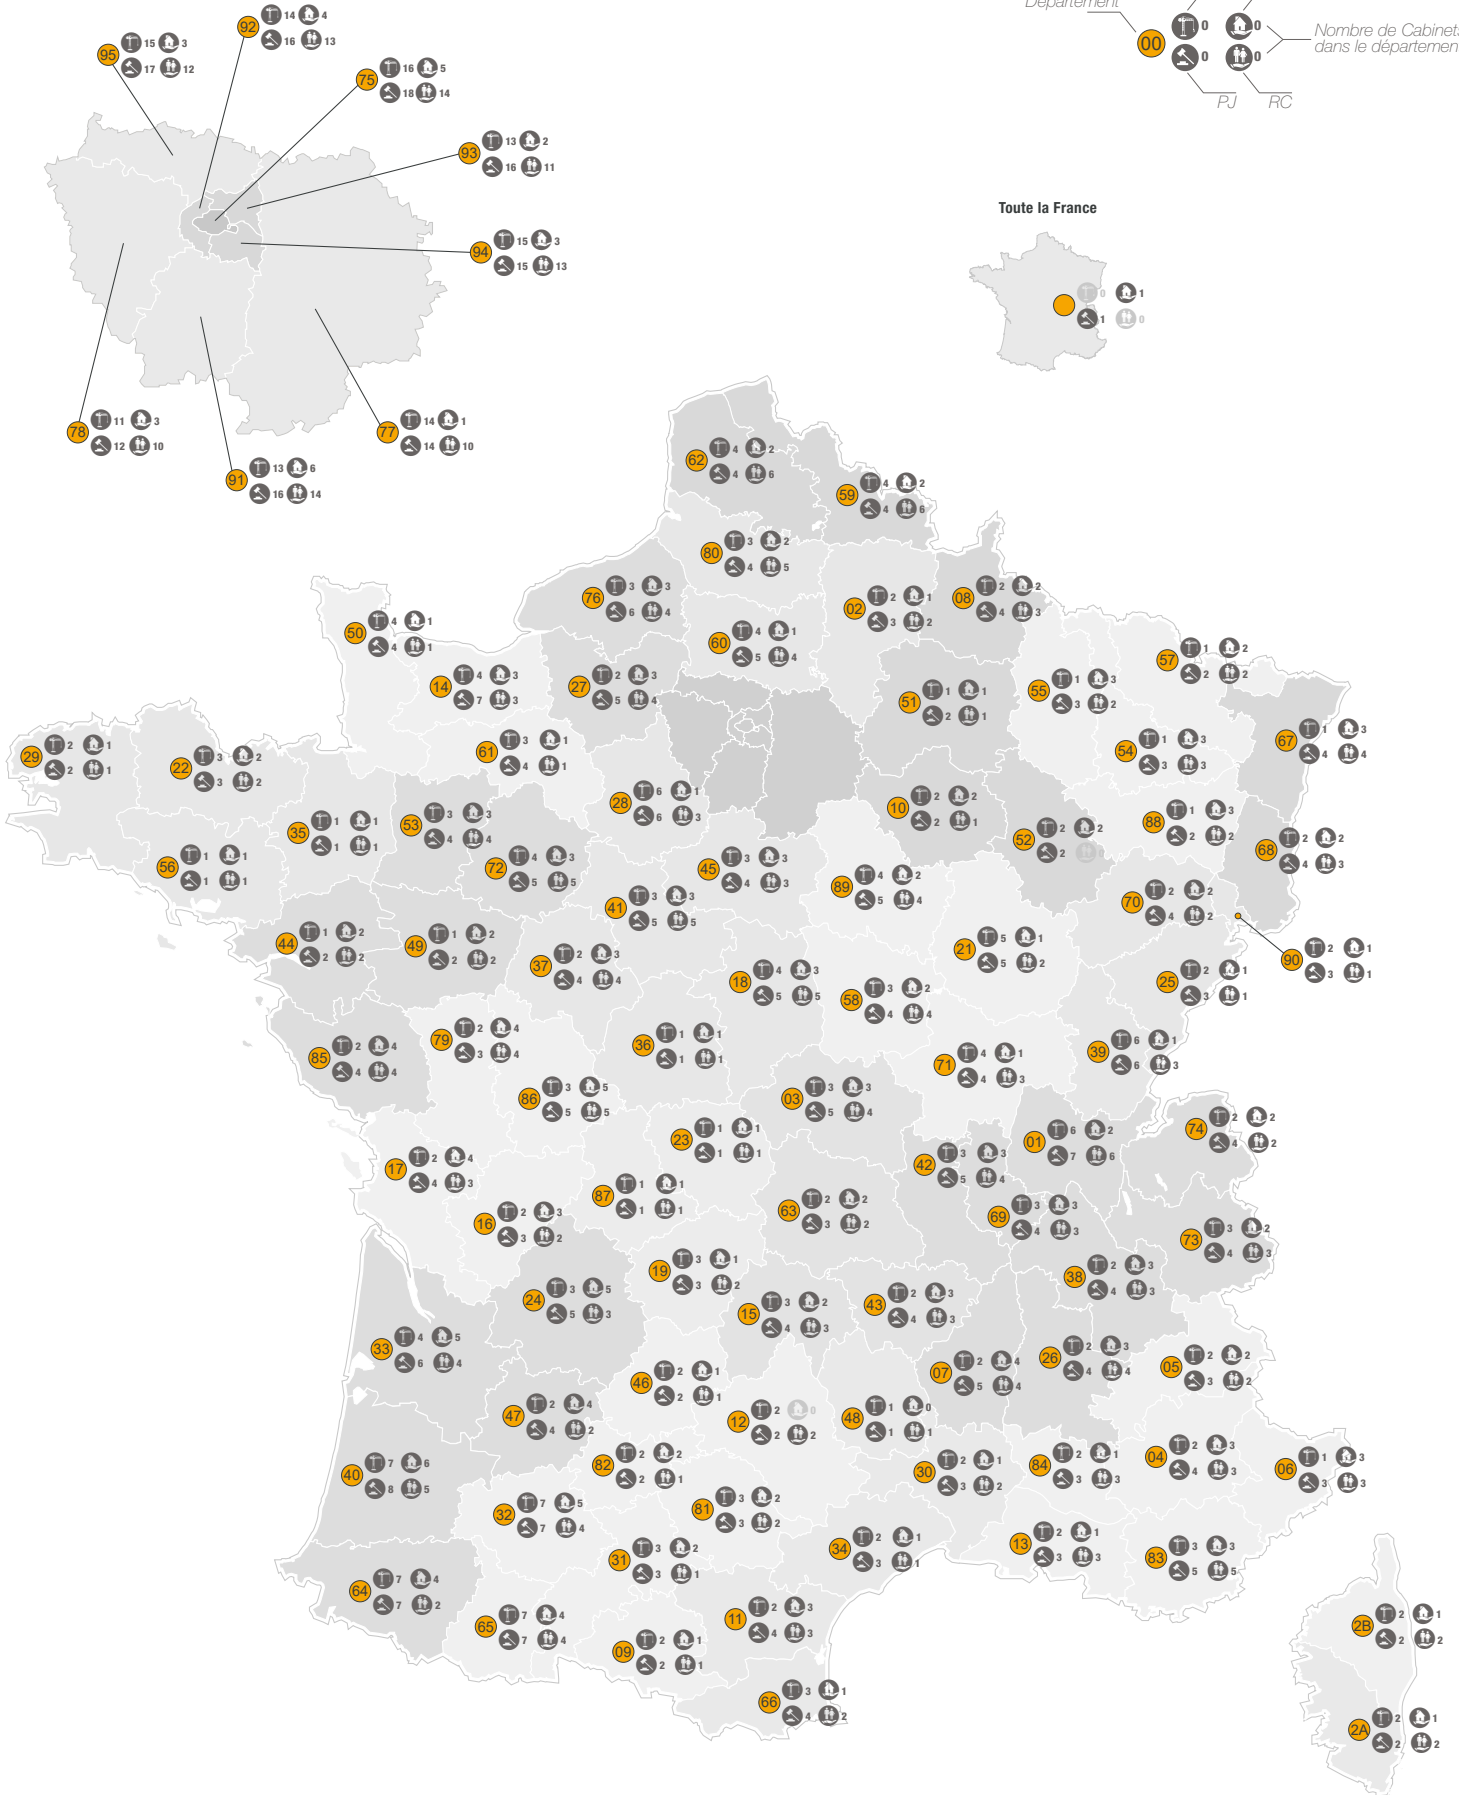 Département
00 0 0
0 0
Nombre de Cabinets
dans le département
PJ RC
92 14 4
16 13
95 15 3
17 12
75 16 5
18 14
93 13 2
16 11
94 15 3
15 13
78 11 3
12 10
77 14 1
14 10
91 13 6
16 14
Toute la France
0 1
1 0
62 4 2
4 6
59 4 2
4 6
80 3 2
4 5
76 3 3
6 4
02 2 1
3 2
08 2 2
4 3
50 4 1
4 1
60 4 1
5 4
57 1 2
2 2
14 4 3
7 3
27 2 3
5 4
51 1 1
2 1
55 1 3
3 2
29 2 1
2 1
22 3 2
3 2
61 3 1
4 1
54 1 3
3 3
67 1 3
4 4
28 6 1
6 3
10 2 2
2 1
35 1 1
1 1
53 3 3
4 4
52 2 2
2 0
88 1 3
2 2
68 2 2
4 3
56 1 1
1 1
72 4 3
5 5
45 3 3
4 3
89 4 2
5 4
41 3 3
5 5
70 2 2
4 2
44 1 2
2 2
49 1 2
2 2
21 5 1
5 2
90 2 1
3 1
37 2 3
4 4
18 4 3
5 5
58 3 2
4 4
25 2 1
3 1
79 2 4
3 4
36 1 1
1 1
85 2 4
4 4
71 4 1
4 3
39 6 1
6 3
86 3 5
5 5
03 3 3
5 4
23 1 1
1 1
01 6 2
7 6
74 2 2
4 2
17 2 4
4 3
42 3 3
5 4
87 1 1
1 1
63 2 2
3 2
16 2 3
3 2
69 3 3
4 3
73 3 2
4 3
19 3 1
3 2
38 2 3
4 3
24 3 5
5 3
15 3 2
4 3
43 2 3
4 3
33 4 5
6 4
26 2 3
4 4
05 2 2
3 2
46 2 1
2 1
07 2 4
5 4
47 2 4
4 2
12 2 0
2 2
48 1 0
1 1
40 7 6
8 5
82 2 2
2 1
30 2 1
3 2
84 2 1
3 3
04 2 3
4 3
06 1 3
3 3
32 7 5
7 4
81 3 2
3 2
31 3 2
3 1
34 2 1
3 1
13 2 1
3 3
83 3 3
5 5
64 7 4
7 2
65 7 4
7 4
11 2 3
4 3
09 2 1
2 1
2B 2 1
2 2
66 3 1
4 2
2A 2 1
2 2